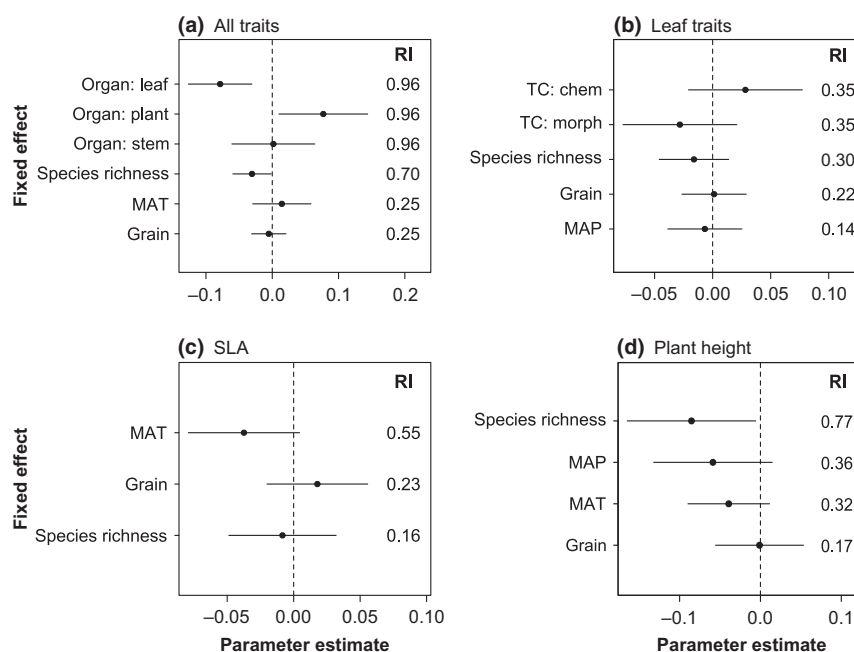 (a) All traits
RI
Organ: leaf 0.96
Organ: plant 0.96
Organ: stem 0.96
Species richness 0.70
MAT 0.25
Grain 0.25
Fixed effect
–0.1 0.0 0.1 0.2
(b) Leaf traits
RI
TC: chem 0.35
TC: morph 0.35
Species richness 0.30
Grain 0.22
MAP 0.14
–0.05 0.00 0.05 0.10
(c) SLA
RI
MAT 0.55
Grain 0.23
Species richness 0.16
Fixed effect
–0.05 0.00 0.05 0.10
Parameter estimate
(d) Plant height
RI
Species richness 0.77
MAP 0.36
MAT 0.32
Grain 0.17
–0.1 0.0 0.1
Parameter estimate